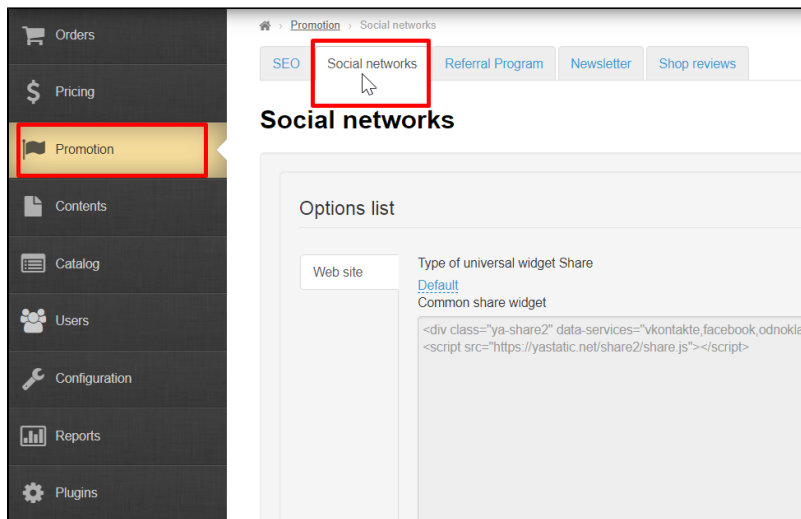 Orders
Pricing
Promotion
Contents
Catalog
Users
Configuration
Reports
Plugins
Promotion › Social networks
SEO
Social networks
Referral Program
Newsletter
Shop reviews
Social networks
Options list
Web site
Type of universal widget Share
Default
Common share widget
<div class="ya-share2" data-services="vkontakte,facebook,odnokla
<script src="https://yastatic.net/share2/share.js"></script>